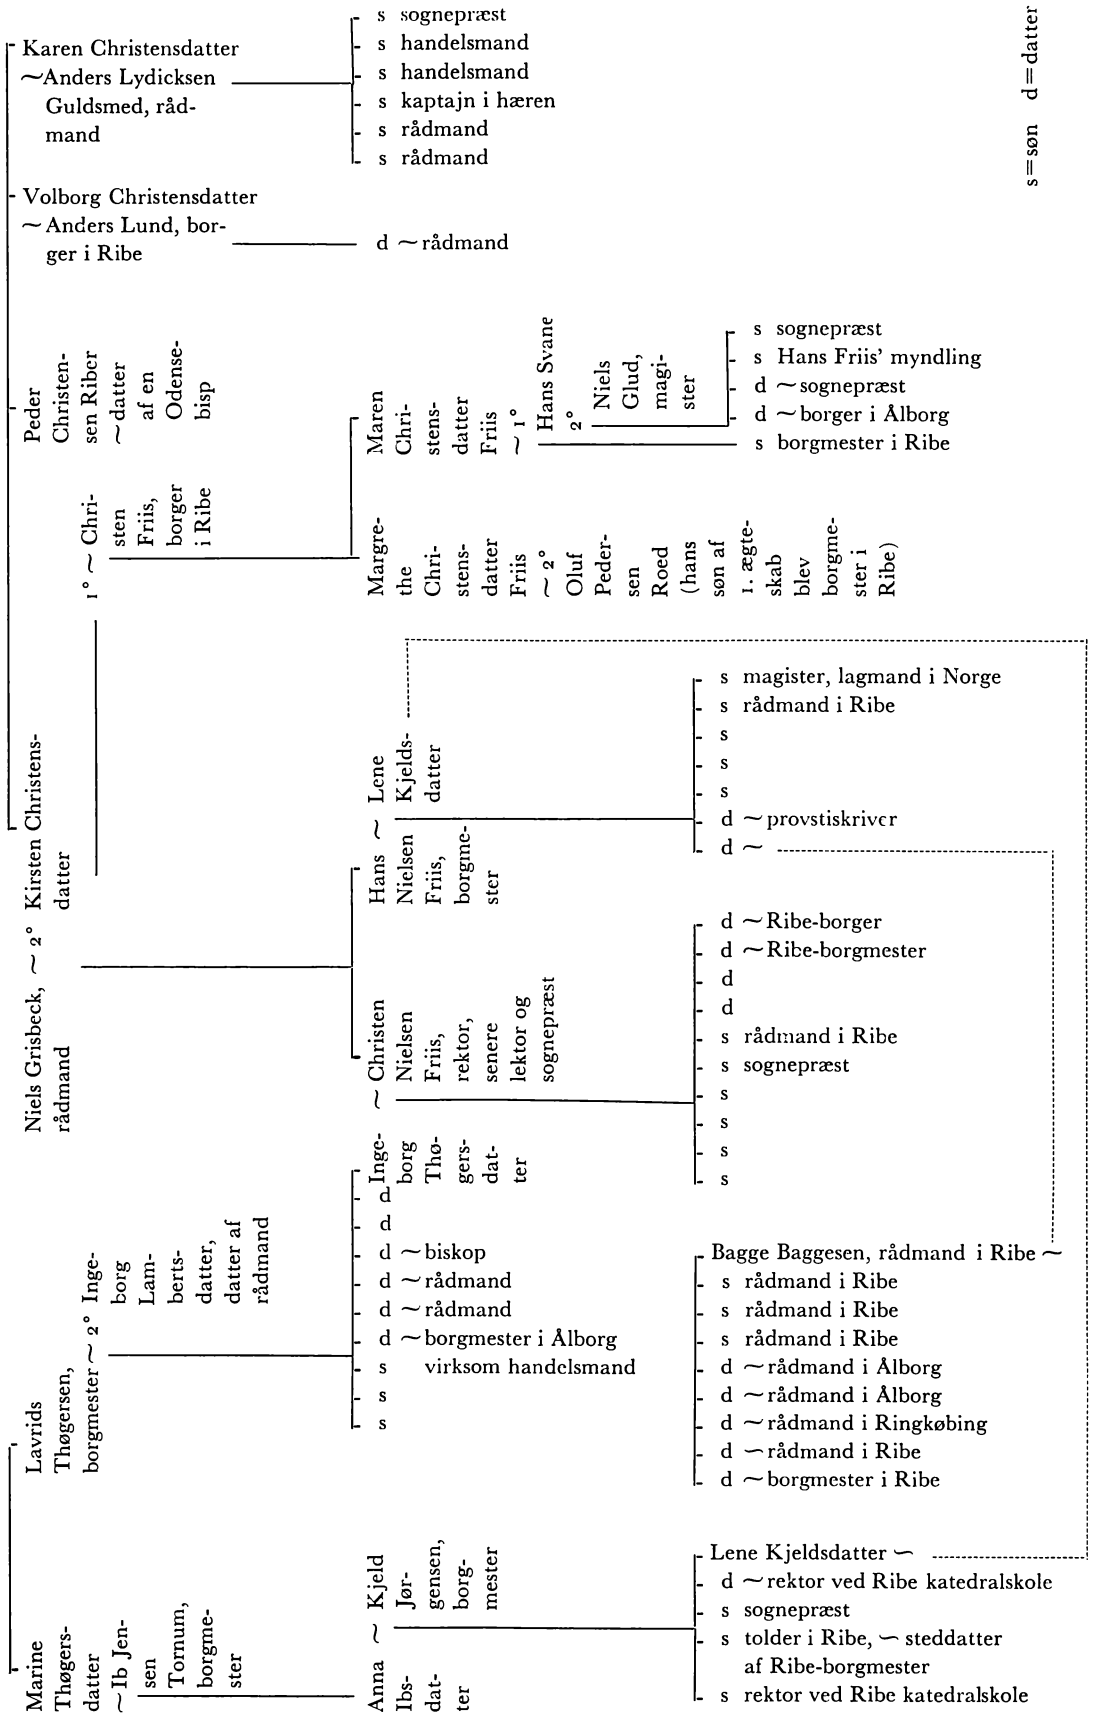 s=søn d=datter
Karen Christensdatter
~Anders Lydicksen
Guldsmed, råd-
mand
s sognepræst
s handelsmand
s handelsmand
s kaptajn i hæren
s rådmand
s rådmand
Volborg Christensdatter
~Anders Lund, bor-
ger i Ribe
d ~rådmand
Peder
Christen-
sen Riber
~datter
af en
Odense-
bisp
1° ~ Chri-
sten
Friis,
borger
i Ribe
Maren
Chri-
stens-
datter
Friis
~ 1°
Hans Svane
2°
Niels
Glud,
magi-
ster
s sognepræst
s Hans Friis' myndling
d ~sognepræst
d ~borger i Ålborg
s borgmester i Ribe
Margre-
the
Chri-
stens-
datter
Friis
~ 2°
Oluf
Peder-
sen
Roed
(hans
søn af
1. ægte-
skab
blev
borgme-
ster i
Ribe)
Niels Grisbeck, ~ 2° Kirsten Christens-
rådmand
datter
Hans ~ Lene
Nielsen Kjelds-
Friis, datter
borgme-
ster
s magister, lagmand i Norge
s rådmand i Ribe
s
s
s
d ~provstiskriver
d ~
~ Christen
Nielsen
Friis,
rektor,
senere
lektor og
sognepræst
Inge-
borg
Thø-
gers-
dat-
ter
d ~Ribe-borger
d ~Ribe-borgmester
d
d
s rådmand i Ribe
s sognepræst
s
s
s
s
Lavrids
Thøgersen,
borgmester ~ 2° Inge-
borg
Lam-
berts-
datter,
datter af
rådmand
d
d
d ~biskop
d ~rådmand
d ~rådmand
d ~borgmester i Ålborg
s virksom handelsmand
s
s
Bagge Baggesen, rådmand i Ribe ~
s rådmand i Ribe
s rådmand i Ribe
s rådmand i Ribe
d ~rådmand i Ålborg
d ~rådmand i Ålborg
d ~rådmand i Ringkøbing
d ~rådmand i Ribe
d ~borgmester i Ribe
Marine
Thøgers-
datter
~Ib Jen-
sen
Tornum,
borgme-
ster
Anna ~ Kjeld
Ibs- Jør-
dat- gensen,
ter borg-
mester
Lene Kjeldsdatter ~
d ~rektor ved Ribe katedralskole
s sognepræst
s tolder i Ribe, ~ steddatter
af Ribe-borgmester
s rektor ved Ribe katedralskole